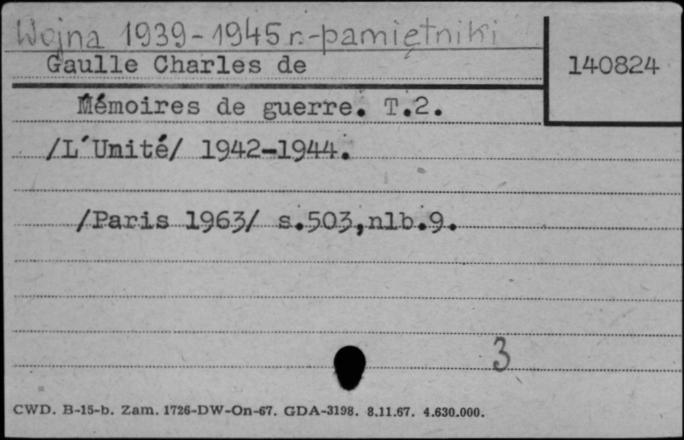 Wojna 1939-1945 r.-pamiętniki
Gaulle Charles de
140824
Mémoires de guerre. T.2.
/L'Unité/ 1942-1944.
/Paris 1963/ s.503,nlb.9.
3
CWD. B-15-b. Zam. 1726-DW-On-67. GDA-3198. 8.11.67. 4.630.000.